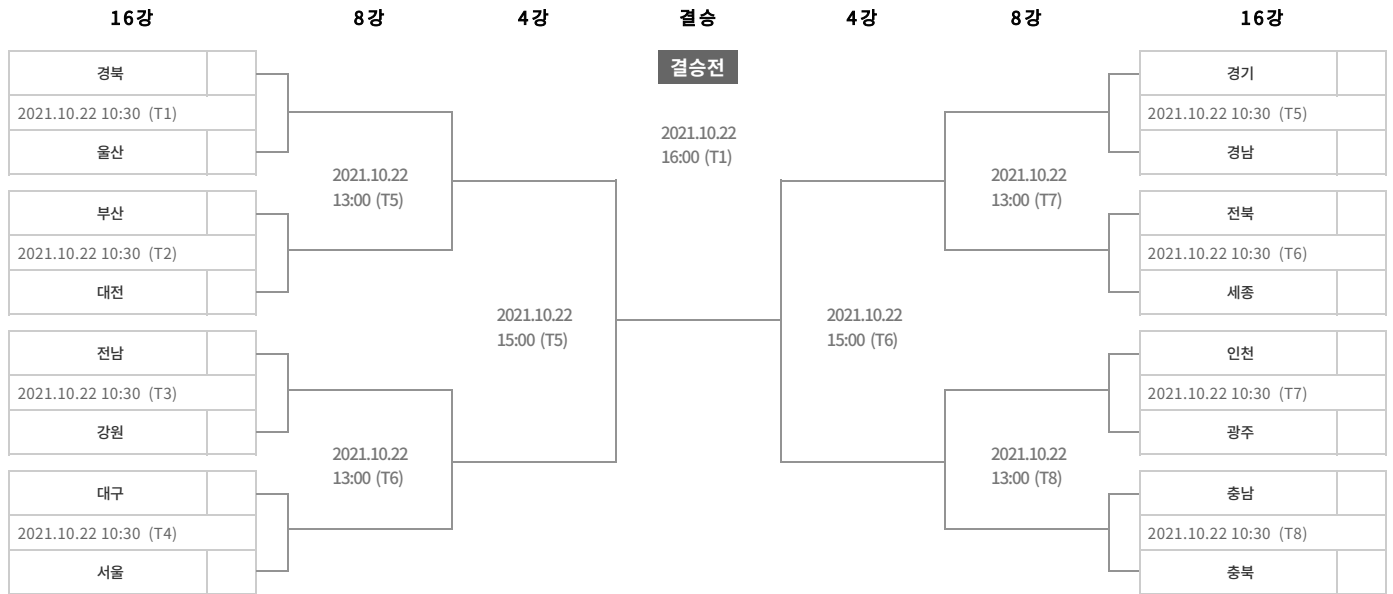 16강 8강 4강 결승 4강 8강 16강
결승전
2021.10.22
16:00 (T1)
경북
2021.10.22 10:30 (T1)
울산
부산
2021.10.22 10:30 (T2)
대전
전남
2021.10.22 10:30 (T3)
강원
대구
2021.10.22 10:30 (T4)
서울
2021.10.22
13:00 (T5)
2021.10.22
13:00 (T6)
2021.10.22
15:00 (T5)
2021.10.22
15:00 (T6)
2021.10.22
13:00 (T7)
2021.10.22
13:00 (T8)
경기
2021.10.22 10:30 (T5)
경남
전북
2021.10.22 10:30 (T6)
세종
인천
2021.10.22 10:30 (T7)
광주
충남
2021.10.22 10:30 (T8)
충북